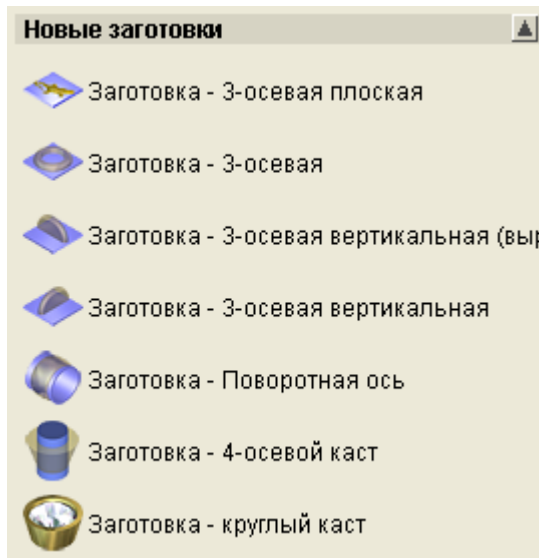 Новые заготовки
Заготовка - 3-осевая плоская
Заготовка - 3-осевая
Заготовка - 3-осевая вертикальная (выр
Заготовка - 3-осевая вертикальная
Заготовка - Поворотная ось
Заготовка - 4-осевой каст
Заготовка - круглый каст